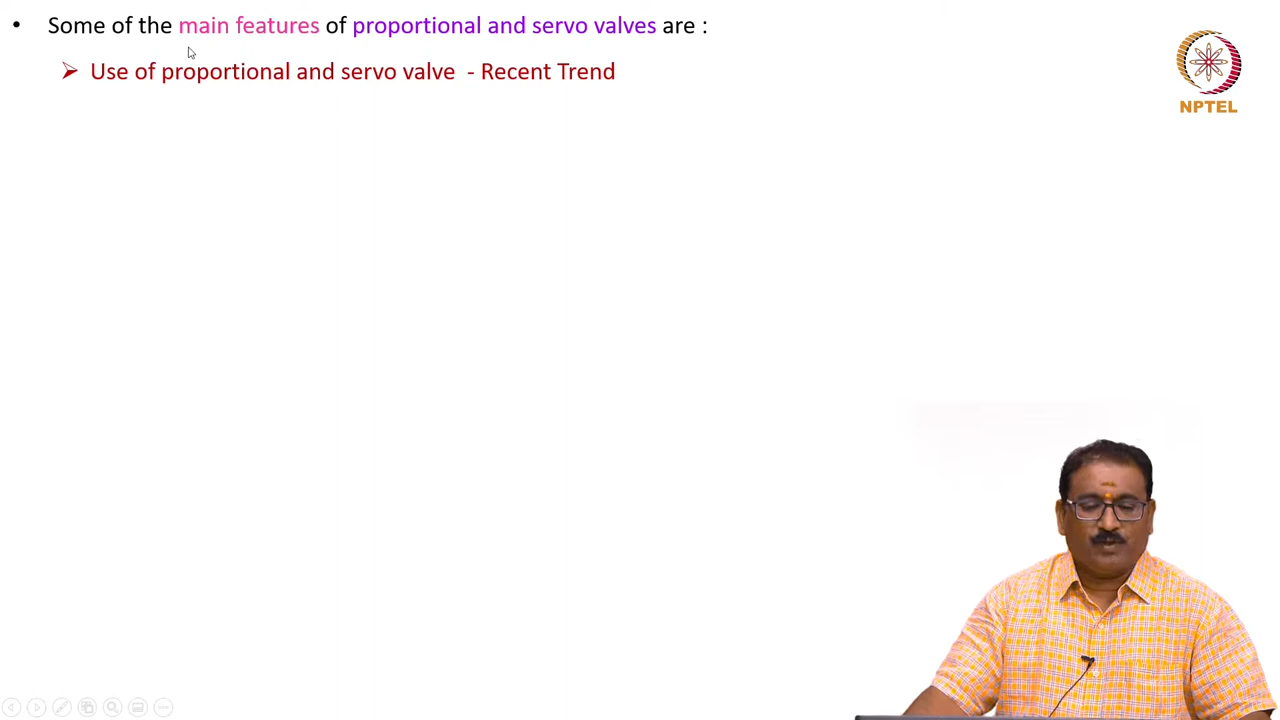 • Some of the main features of proportional and servo valves are :
➢ Use of proportional and servo valve - Recent Trend
NPTEL